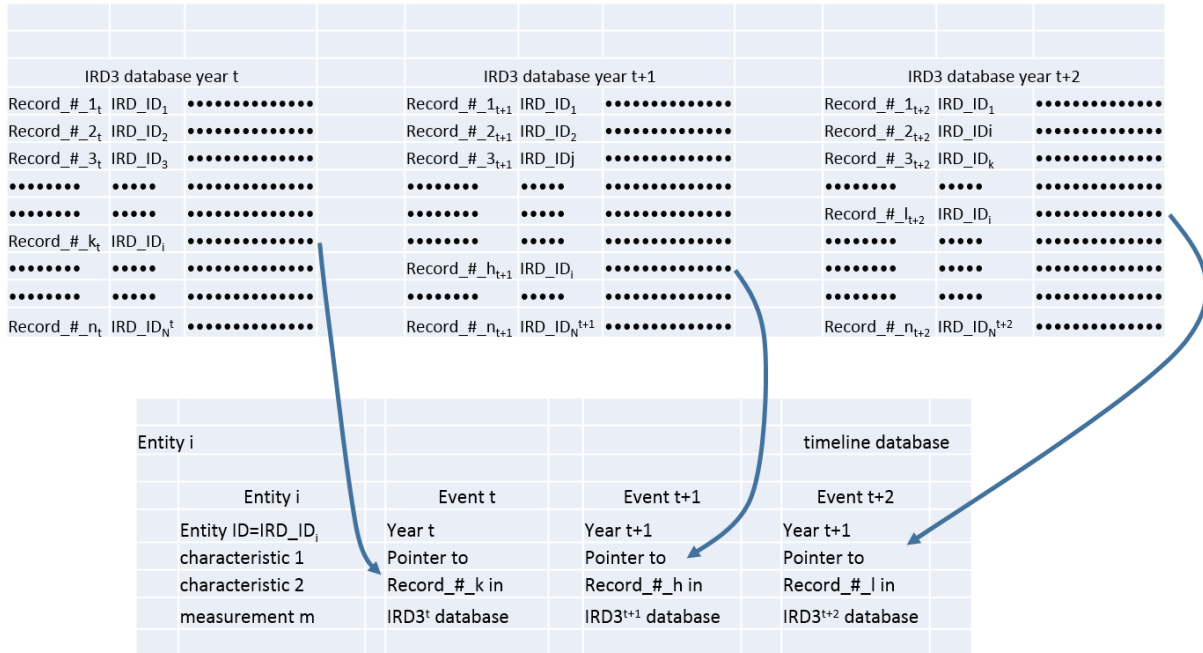 IRD3 database year t IRD3 database year t+1 IRD3 database year t+2
Record_#_1t IRD_ID1 •••••••••••••• Record_#_1t+1 IRD_ID1 •••••••••••••• Record_#_1t+2 IRD_ID1 ••••••••••••••
Record_#_2t IRD_ID2 •••••••••••••• Record_#_2t+1 IRD_ID2 •••••••••••••• Record_#_2t+2 IRD_IDi ••••••••••••••
Record_#_3t IRD_ID3 •••••••••••••• Record_#_3t+1 IRD_IDj •••••••••••••• Record_#_3t+2 IRD_IDk ••••••••••••••
•••••••• ••••• •••••••••••••• •••••••• ••••• •••••••••••••• •••••••• ••••• ••••••••••••••
•••••••• ••••• •••••••••••••• •••••••• ••••• •••••••••••••• Record_#_lt+2 IRD_IDi ••••••••••••••
Record_#_kt IRD_IDi •••••••••••••• •••••••• ••••• •••••••••••••• •••••••• ••••• ••••••••••••••
•••••••• ••••• •••••••••••••• Record_#_ht+1 IRD_IDi •••••••••••••• •••••••• ••••• ••••••••••••••
•••••••• ••••• •••••••••••••• •••••••• ••••• •••••••••••••• •••••••• ••••• ••••••••••••••
Record_#_nt IRD_IDNt •••••••••••••• Record_#_nt+1 IRD_IDNt+1 •••••••••••••• Record_#_nt+2 IRD_IDNt+2 ••••••••••••••
Entity i timeline database
Entity i Event t Event t+1 Event t+2
Entity ID=IRD_IDi Year t Year t+1 Year t+1
characteristic 1 Pointer to Pointer to Pointer to
characteristic 2 Record_#_k in Record_#_h in Record_#_l in
measurement m IRD3t database IRD3t+1 database IRD3t+2 database